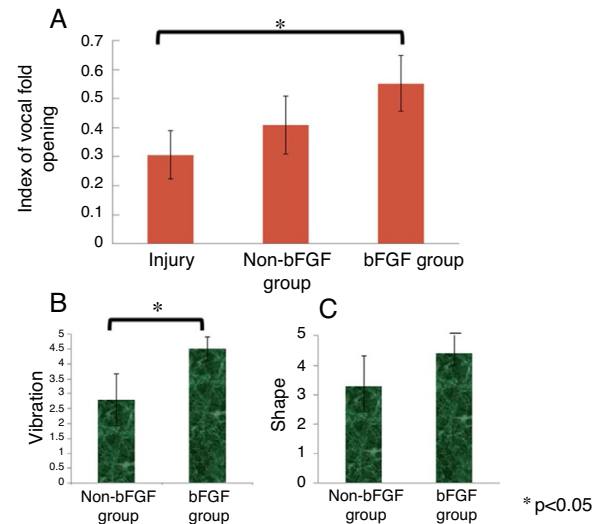 A
*
Index of vocal fold
opening
0.7
0.6
0.5
0.4
0.3
0.2
0.1
0
Injury
Non-bFGF
group
bFGF group
B
*
Vibration
5
4.5
4
3.5
3
2.5
2
1.5
1
0.5
0
Non-bFGF
group
bFGF
group
C
Shape
5
4
3
2
1
0
Non-bFGF
group
bFGF
group
* p<0.05